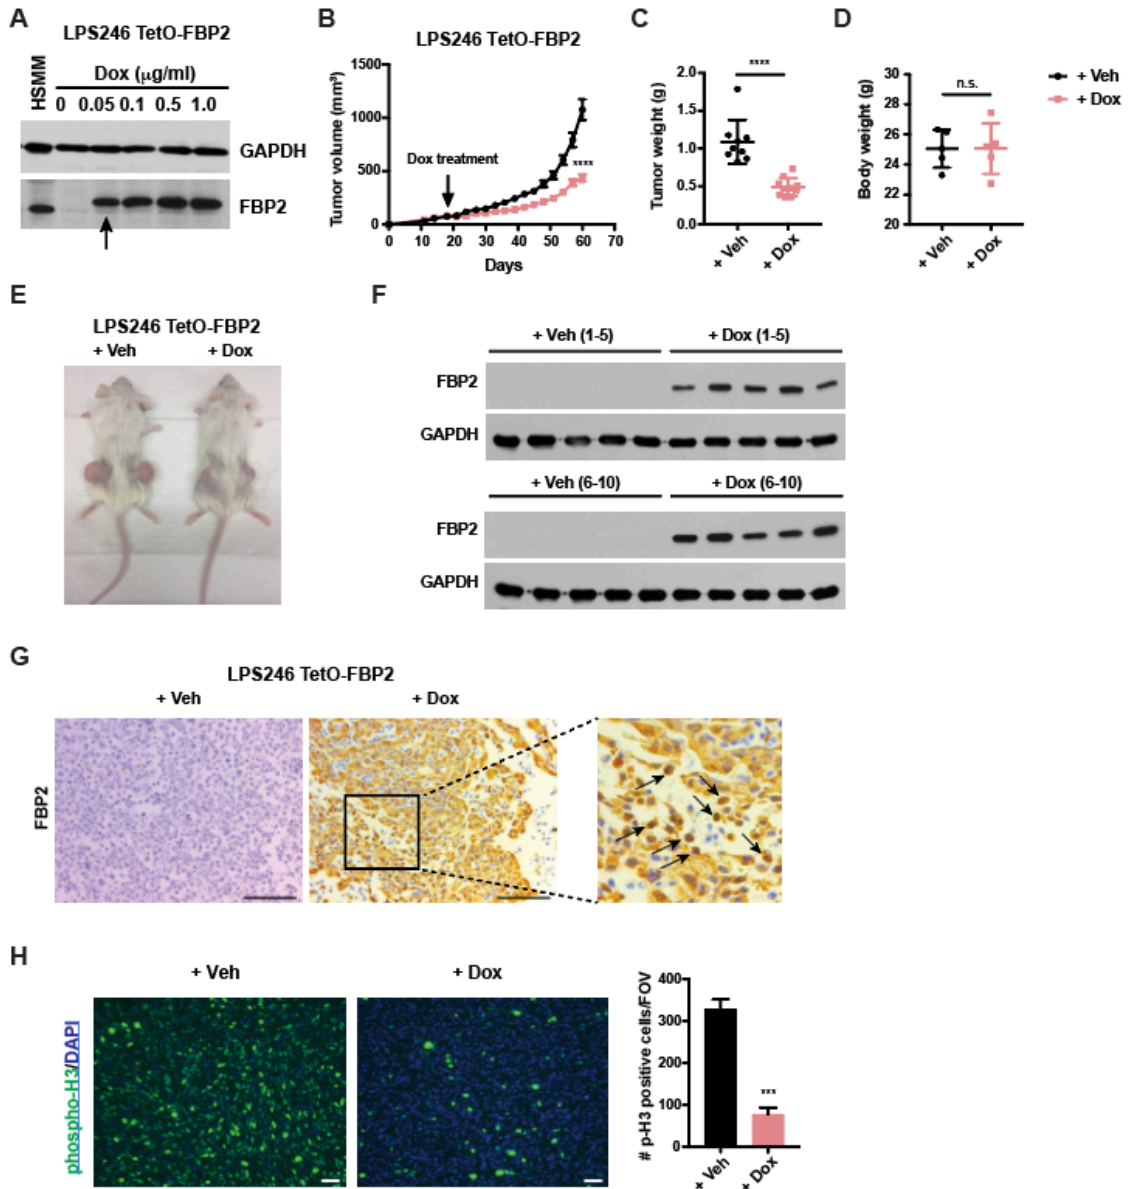 A
LPS246 TetO-FBP2
HSMM
Dox (µg/ml)
0 0.05 0.1 0.5 1.0
GAPDH
FBP2
B
LPS246 TetO-FBP2
Tumor volume (mm³)
1500
1000
500
0
Dox treatment
****
0 10 20 30 40 50 60 70
Days
C
Tumor weight (g)
2.0
1.5
1.0
0.5
0.0
****
+ Veh
+ Dox
D
Body weight (g)
30
28
26
24
22
20
n.s.
+ Veh
+ Dox
+ Veh
+ Dox
E
LPS246 TetO-FBP2
+ Veh + Dox
F
+ Veh (1-5) + Dox (1-5)
FBP2
GAPDH
+ Veh (6-10) + Dox (6-10)
FBP2
GAPDH
G
LPS246 TetO-FBP2
+ Veh + Dox
FBP2
H
+ Veh + Dox
phospho-H3/DAPI
# p-H3 positive cells/FOV
400
300
200
100
0
***
+ Veh
+ Dox